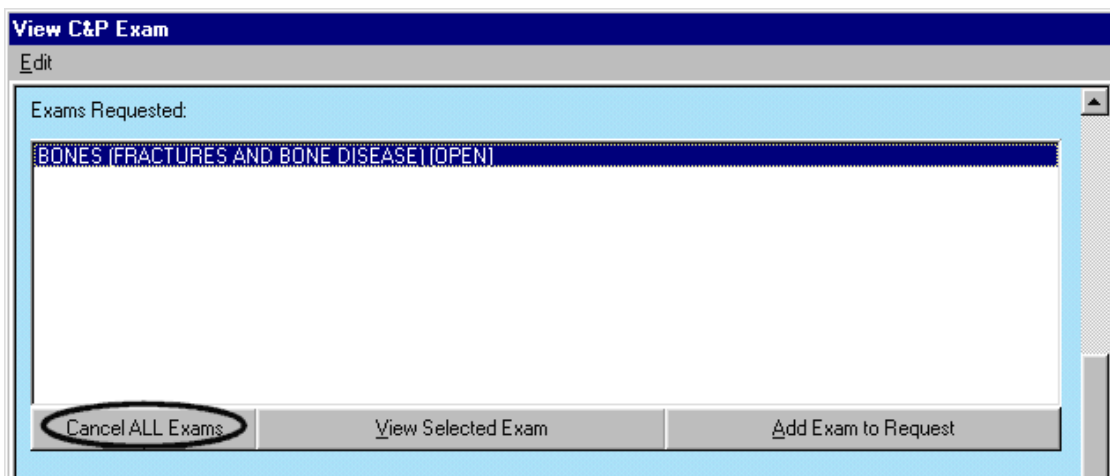 View C&P Exam
Edit
Exams Requested:
BONES (FRACTURES AND BONE DISEASE) (OPEN)
Cancel ALL Exams View Selected Exam Add Exam to Request